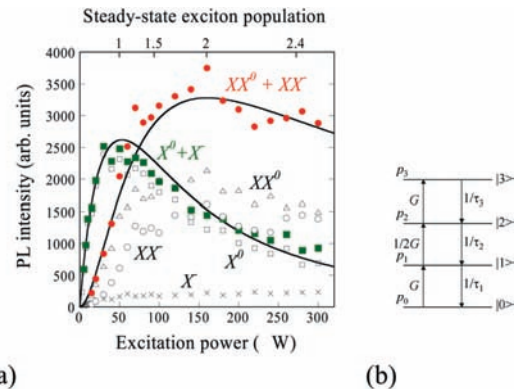 Steady-state exciton population
1 1.5 2 2.4
4000
3500
3000
2500
2000
1500
1000
500
0
PL intensity (arb. units)
XX⁰ + XX⁻
X⁰+X⁻
XX⁰
XX⁻
X⁰
X⁻
0 50 100 150 200 250 300
Excitation power ( W)
a)
p₃ |3>
G 1/τ₃
p₂ |2>
1/2G 1/τ₂
p₁ |1>
G 1/τ₁
p₀ |0>
(b)